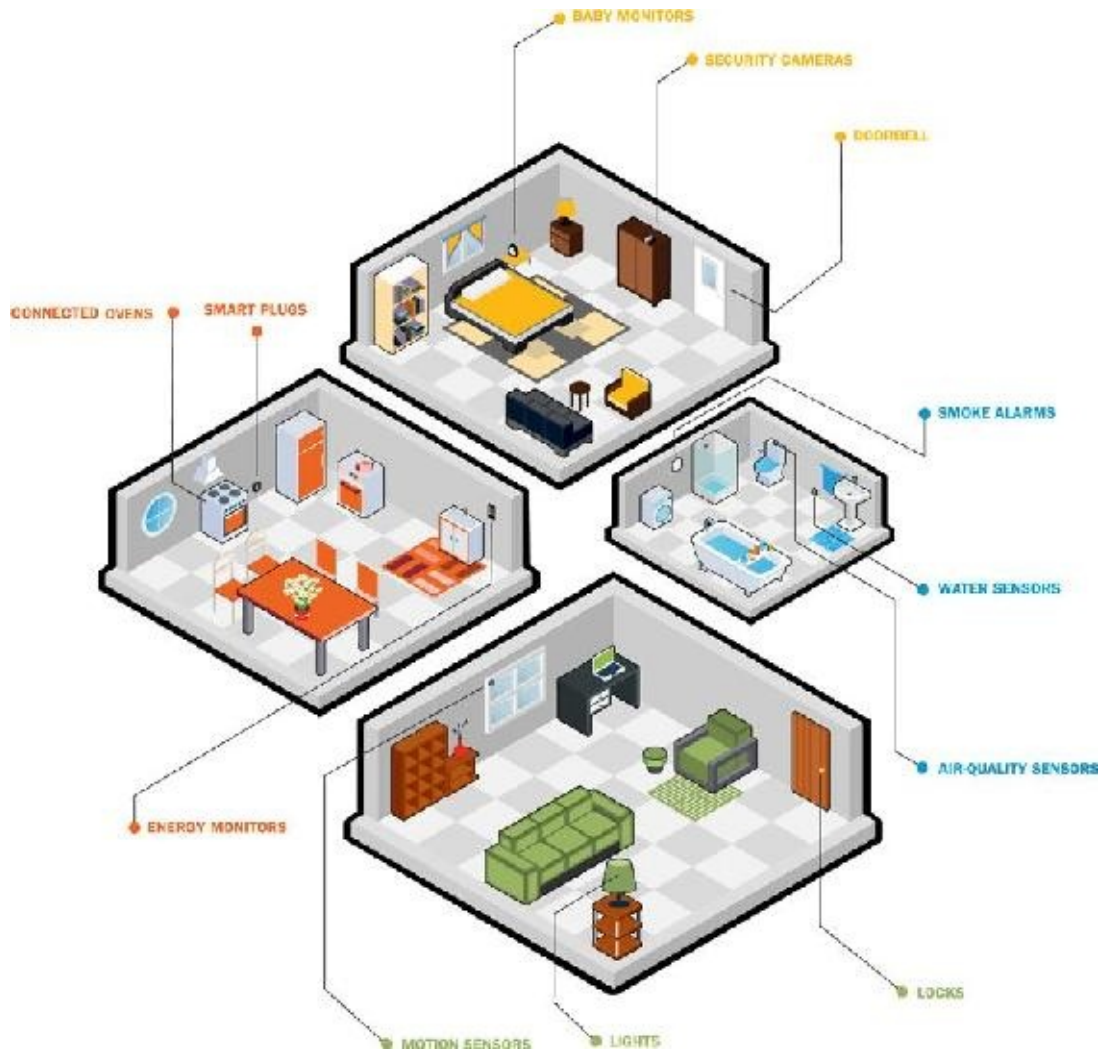 BABY MONITORS
SECURITY CAMERAS
DOORBELL
CONNECTED OVENS
SMART PLUGS
SMOKE ALARMS
WATER SENSORS
AIR-QUALITY SENSORS
ENERGY MONITORS
LOCKS
MOTION SENSORS
LIGHTS